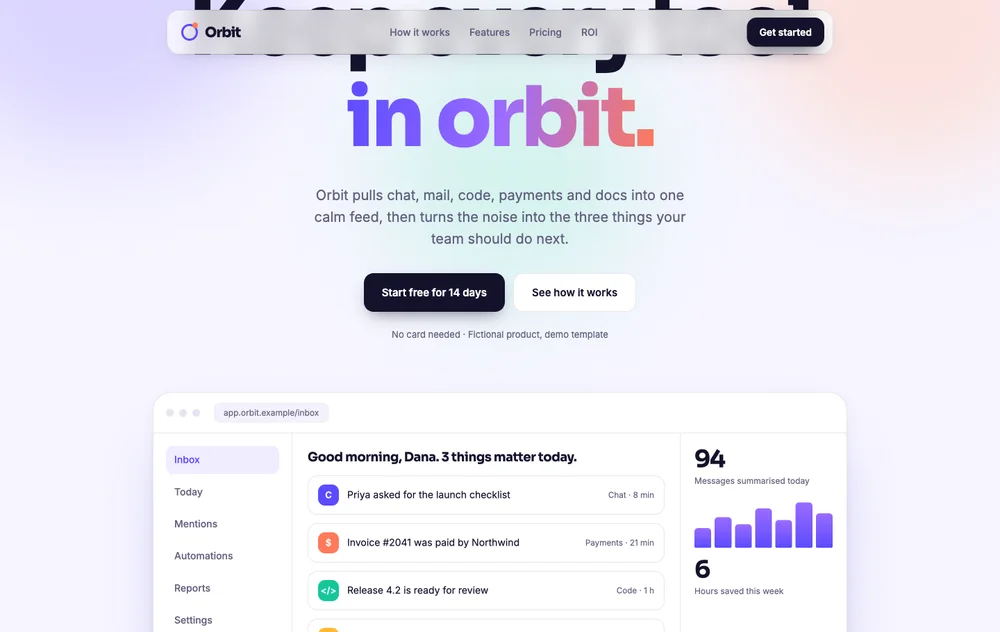 Keep every tool
Orbit
How it works
Features
Pricing
ROI
Get started
in orbit.
Orbit pulls chat, mail, code, payments and docs into one
calm feed, then turns the noise into the three things your
team should do next.
Start free for 14 days
See how it works
No card needed · Fictional product, demo template
app.orbit.example/inbox
Inbox
Today
Mentions
Automations
Reports
Settings
Good morning, Dana. 3 things matter today.
C
Priya asked for the launch checklist
Chat · 8 min
$
Invoice #2041 was paid by Northwind
Payments · 21 min
</>
Release 4.2 is ready for review
Code · 1 h
94
Messages summarised today
6
Hours saved this week